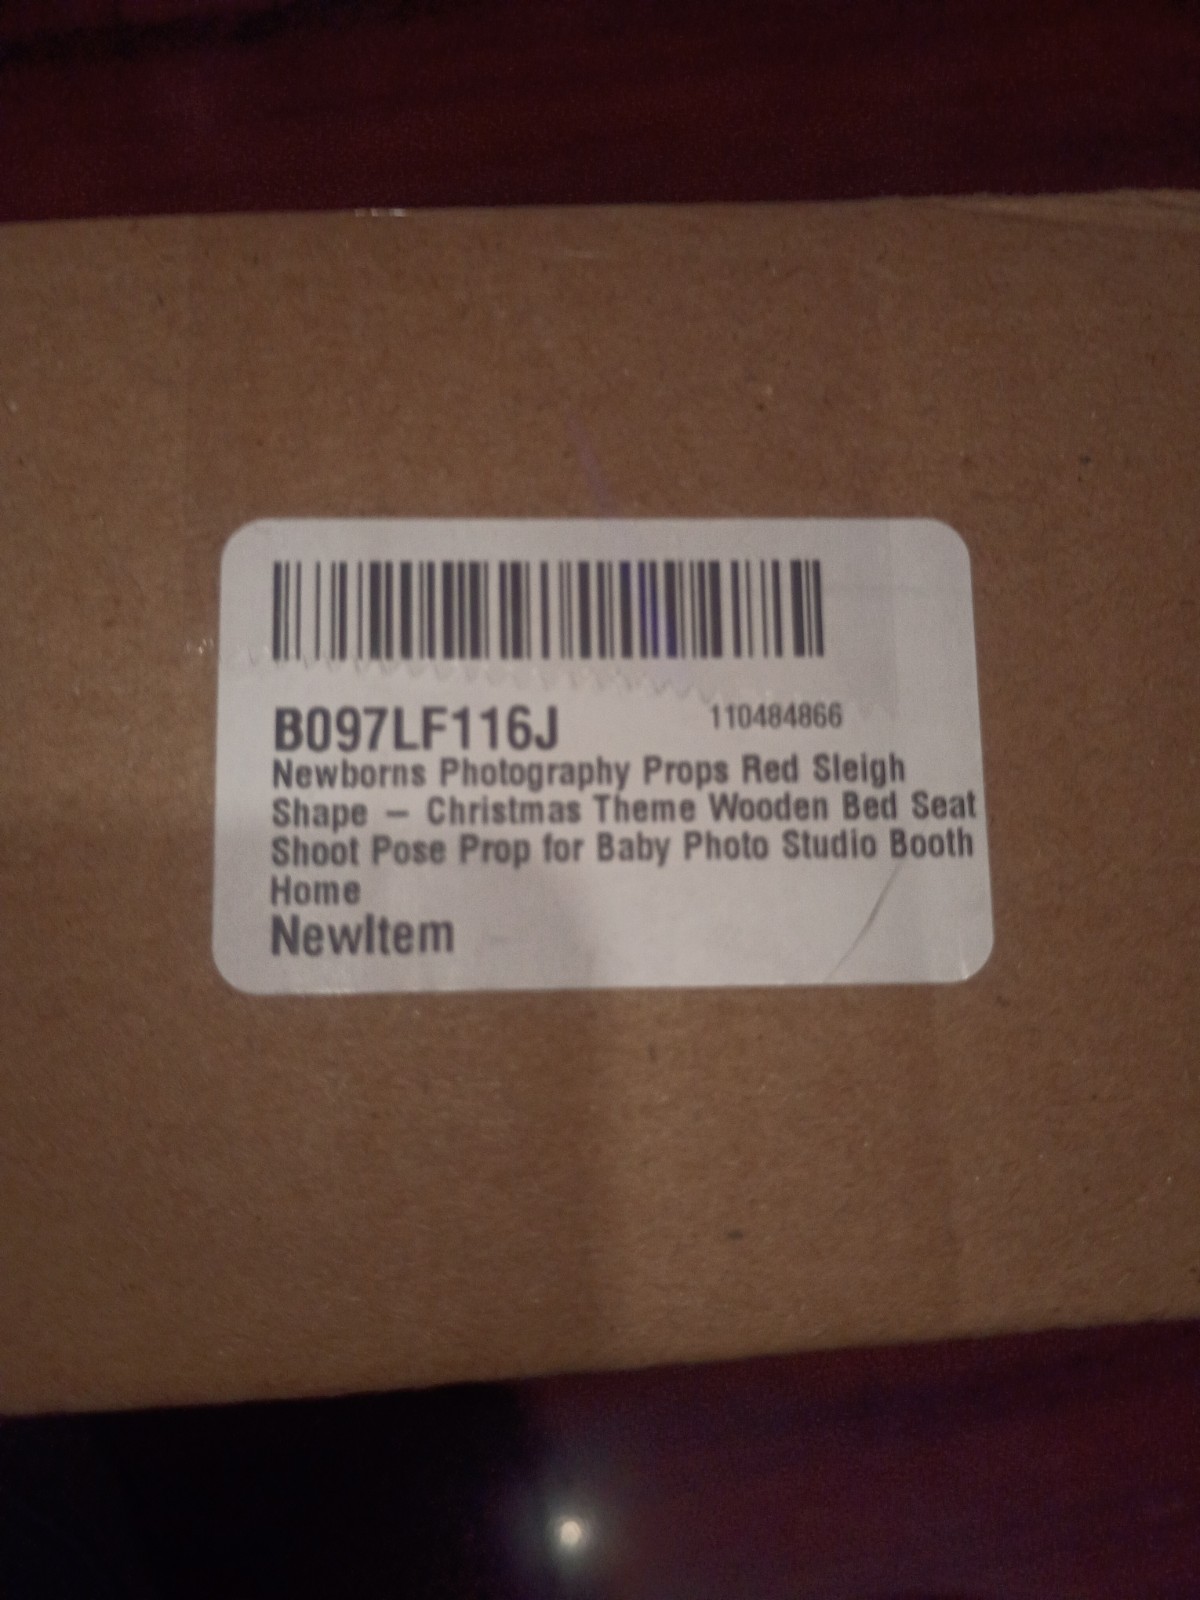 B097LF116J 110484866
Newborns Photography Props Red Sleigh
Shape – Christmas Theme Wooden Bed Seat
Shoot Pose Prop for Baby Photo Studio Booth
Home
NewItem